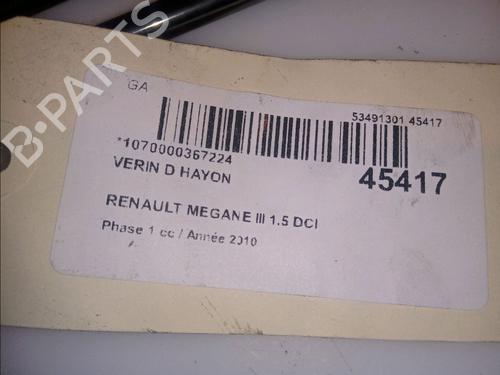 B-PARTS
GA
53491301 45417
*1070000367224
VERIN D HAYON
45417
RENAULT MEGANE III 1.5 DCI
Phase 1 cc / Année 2010